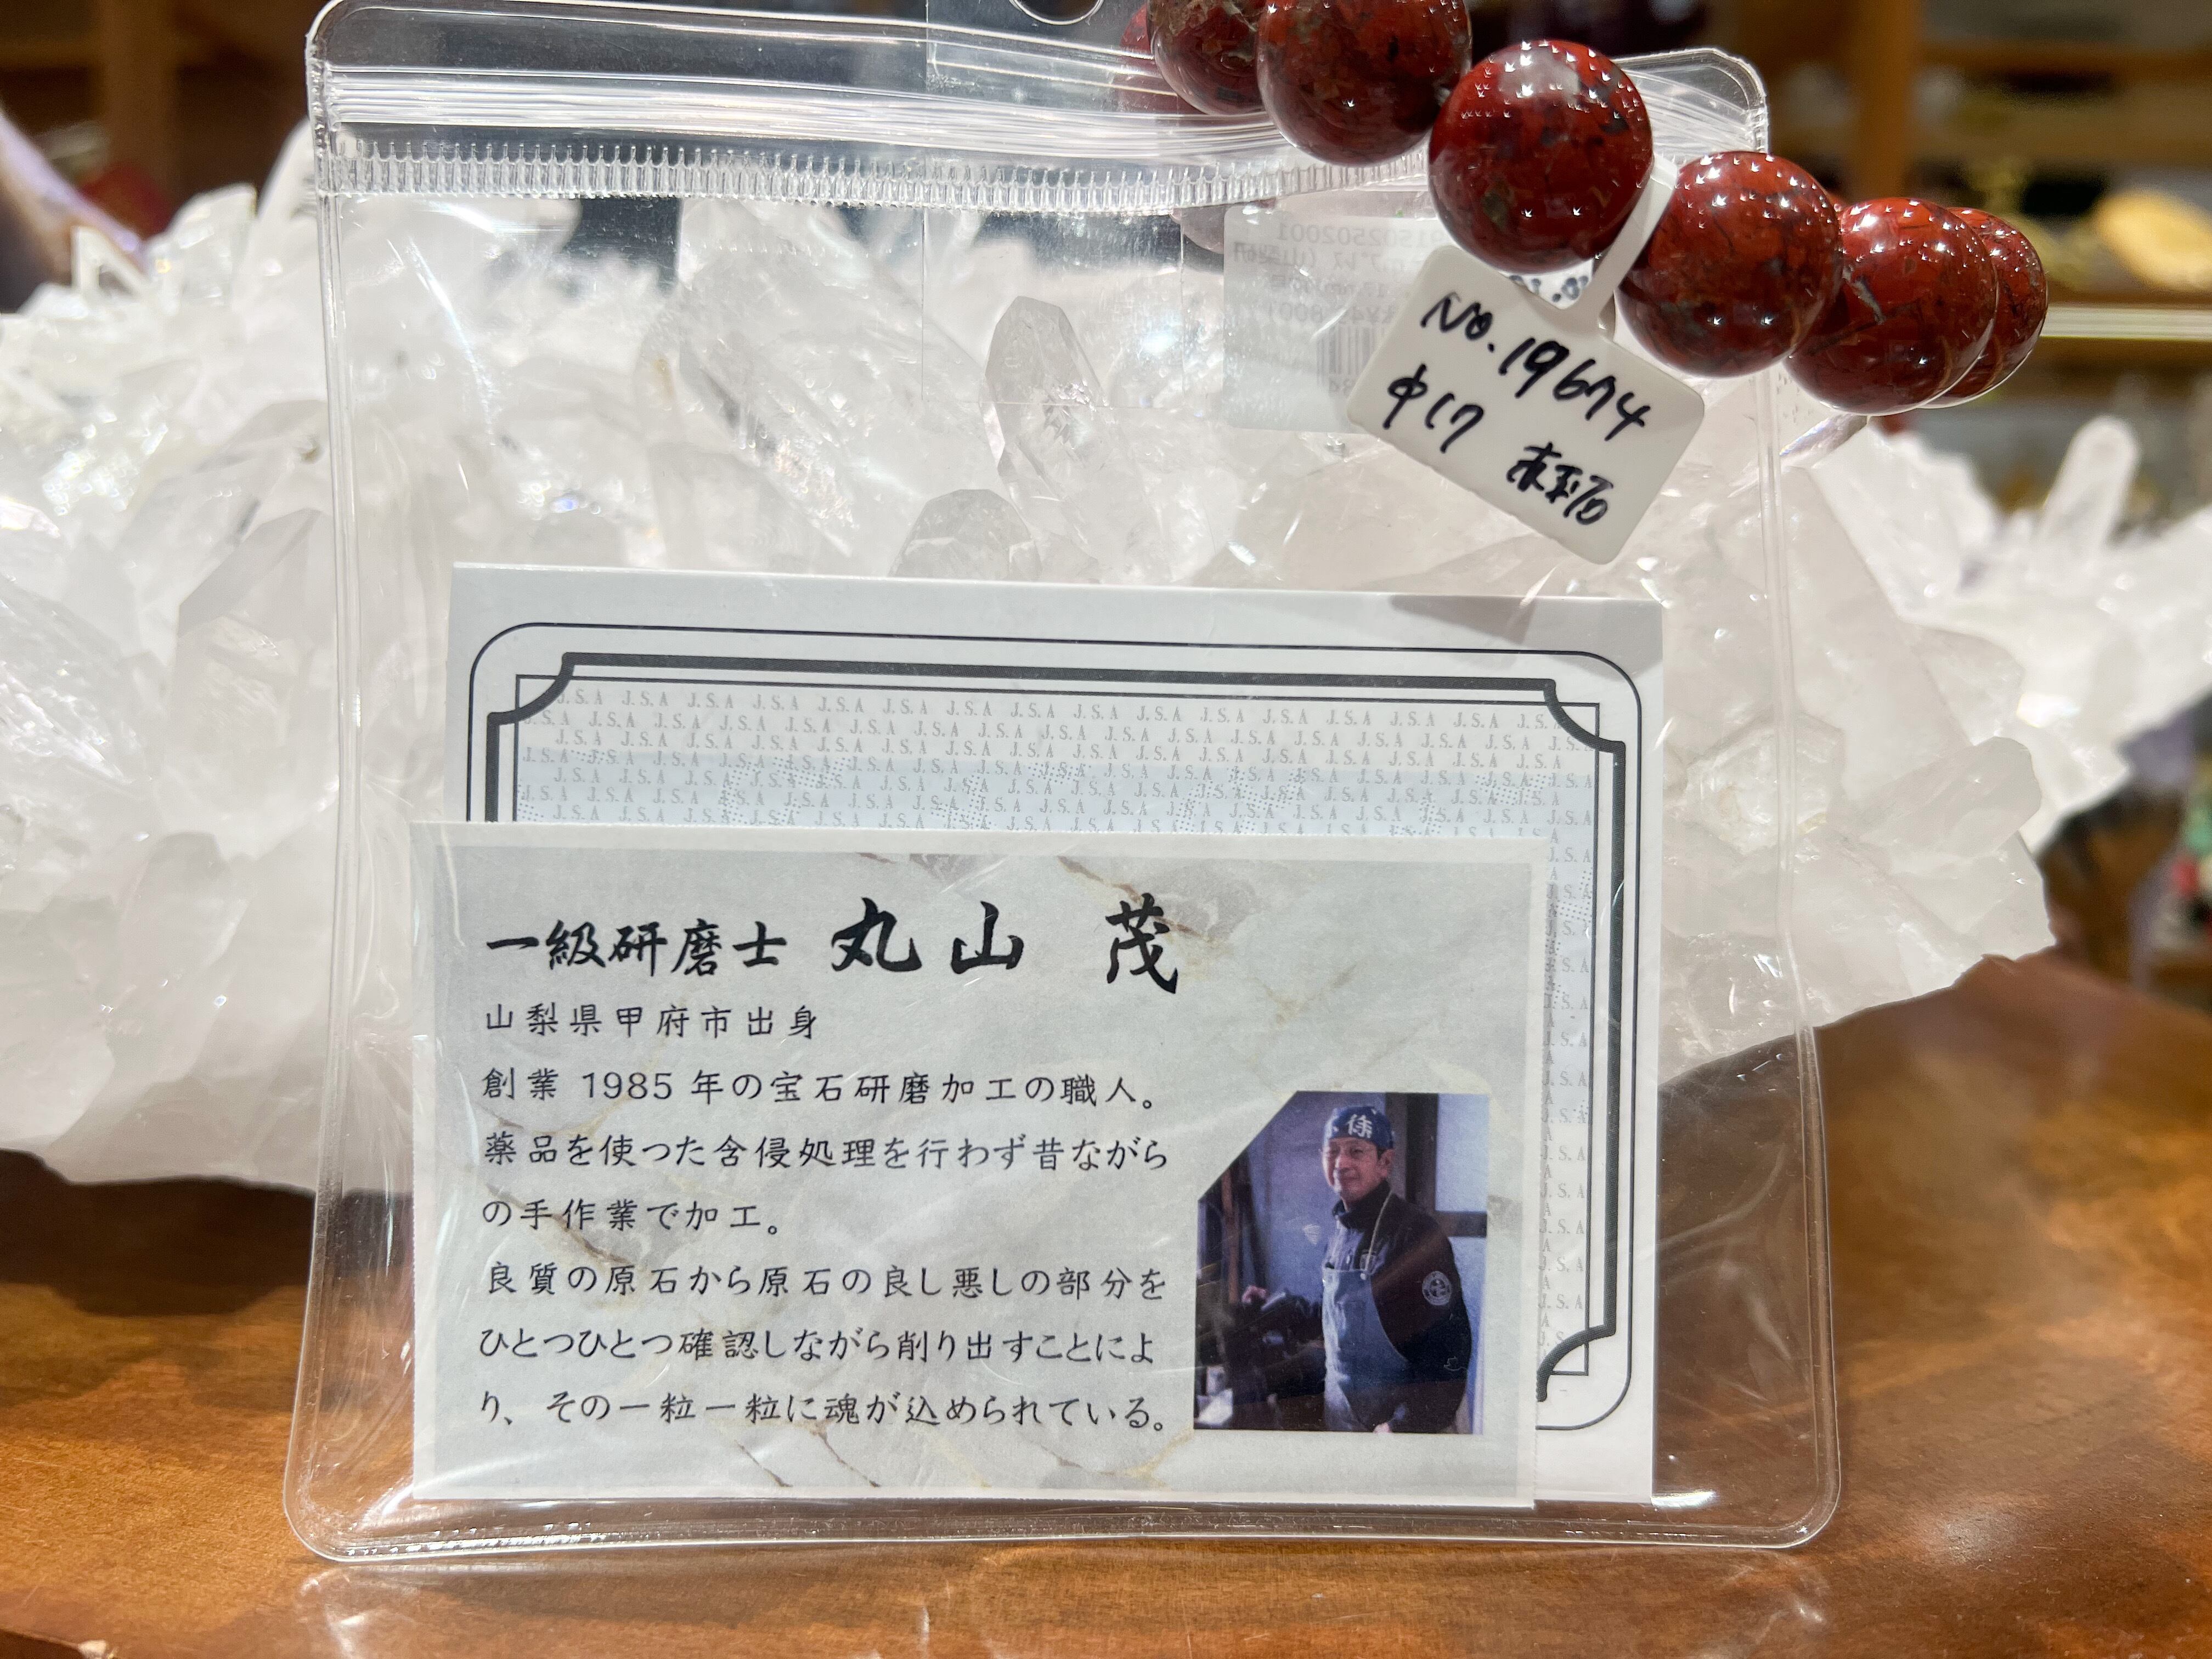 No.19674
φ17 赤玉石
J.S.A J.S.A J.S.A J.S.A J.S.A J.S.A J.S.A J.S.A J.S.A J.S.A J.S.A J.S.A J.S.A J.S.A J.S.A
一級研磨士 丸山 茂
山梨県甲府市出身
創業 1985 年の宝石研磨加工の職人。
薬品を使った含侵処理を行わず昔ながら
の手作業で加工。
良質の原石から原石の良し悪しの部分を
ひとつひとつ確認しながら削り出すことによ
り、その一粒一粒に魂が込められている。